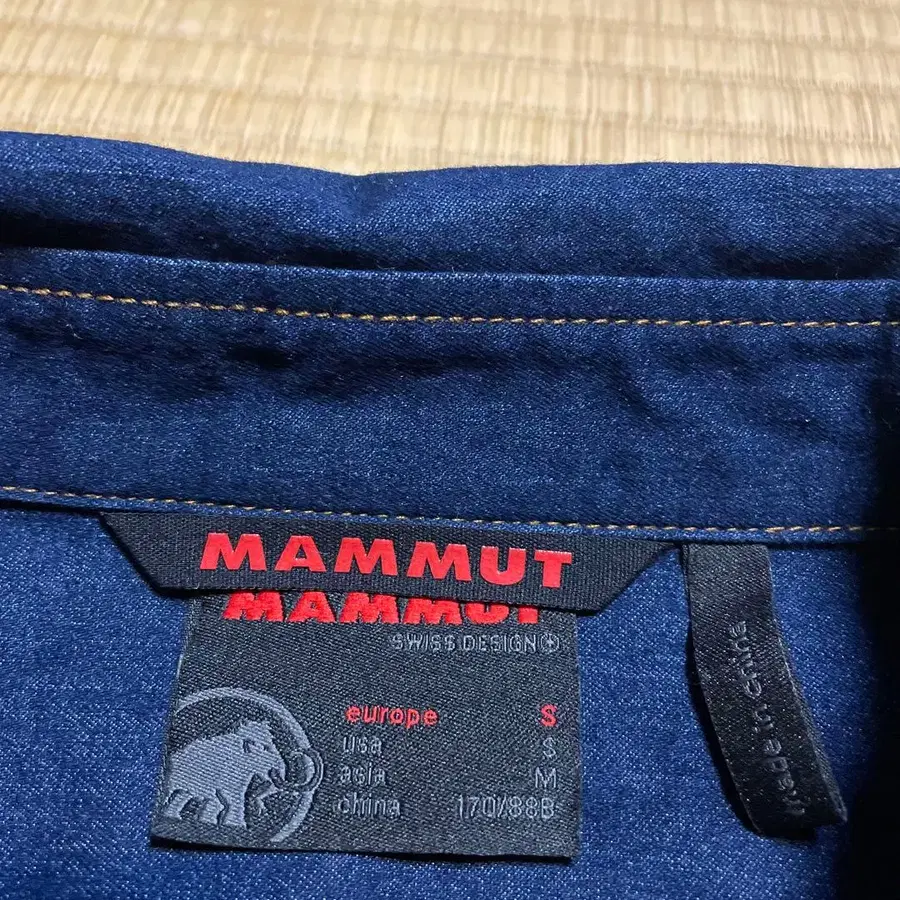 MAMMUT
MAMMUT
SWISS DESIGN
europe S
usa S
asia M
china 170/88B
made in china